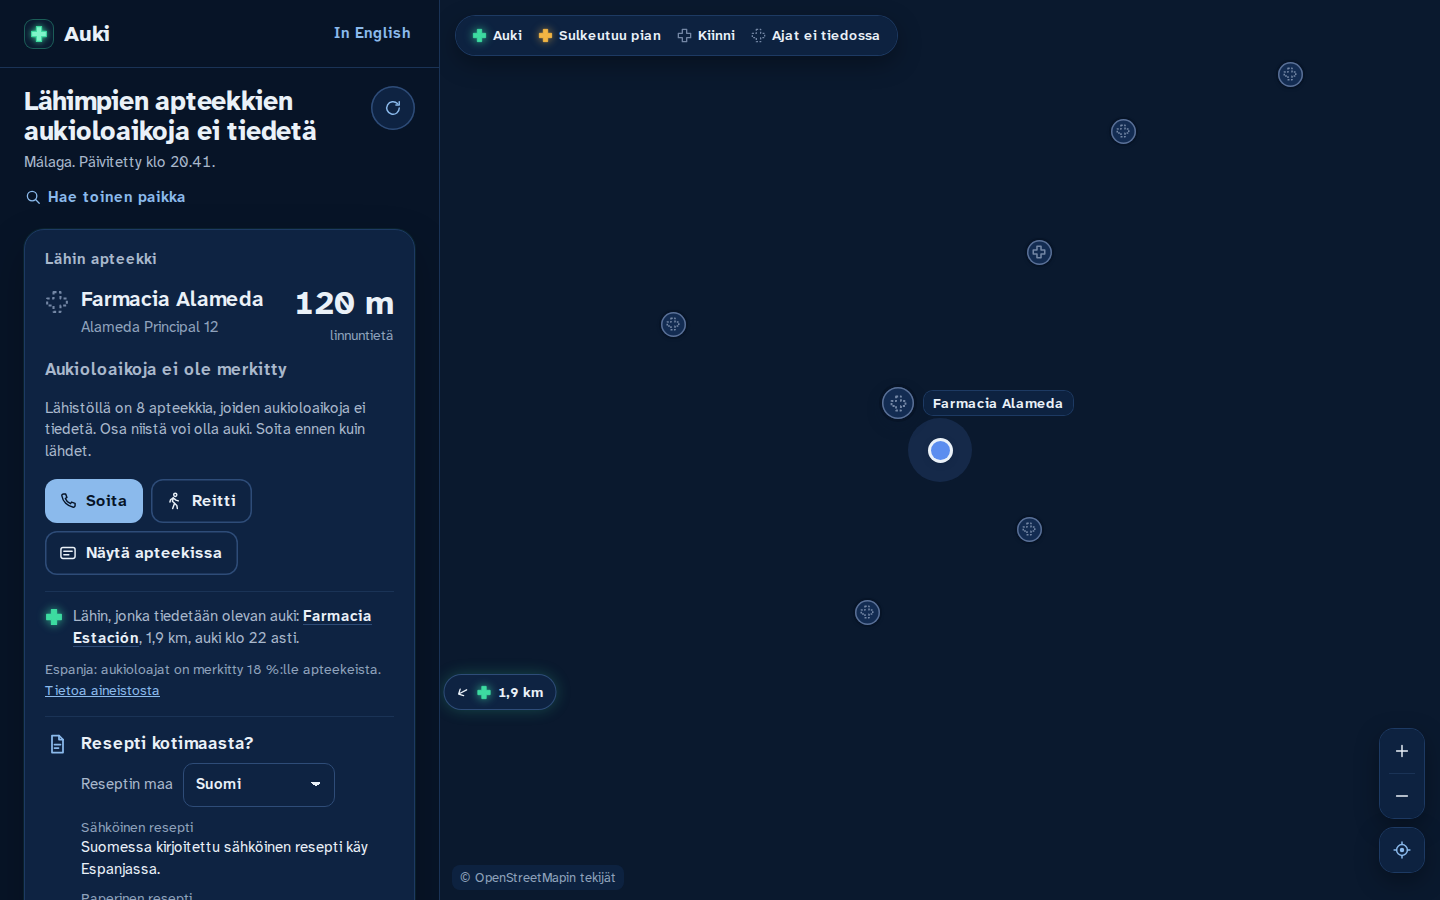 Auki
In English
Lähimpien apteekkien
aukioloaikoja ei tiedetä
Málaga. Päivitetty klo 20.41.
Hae toinen paikka
Lähin apteekki
Farmacia Alameda
120 m
Alameda Principal 12
linnuntietä
Aukioloaikoja ei ole merkitty
Lähistöllä on 8 apteekkia, joiden aukioloaikoja ei
tiedetä. Osa niistä voi olla auki. Soita ennen kuin
lähdet.
Soita
Reitti
Näytä apteekissa
Lähin, jonka tiedetään olevan auki: Farmacia
Estación, 1,9 km, auki klo 22 asti.
Espanja: aukioloajat on merkitty 18 %:lle apteekeista.
Tietoa aineistosta
Resepti kotimaasta?
Reseptin maa
Suomi
Sähköinen resepti
Suomessa kirjoitettu sähköinen resepti käy
Espanjassa.
Paperinen resepti
Auki
Sulkeutuu pian
Kiinni
Ajat ei tiedossa
Farmacia Alameda
1,9 km
© OpenStreetMapin tekijät